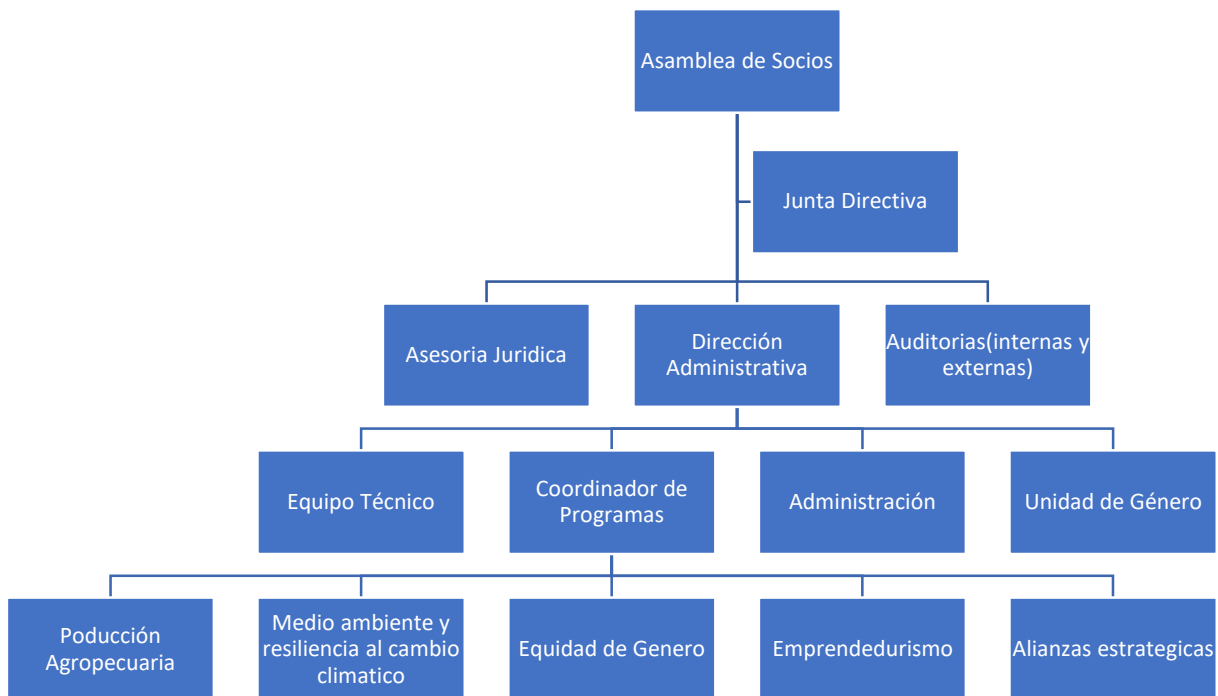 Asamblea de Socios
Junta Directiva
Asesoria Juridica
Dirección
Administrativa
Auditorias(internas y
externas)
Equipo Técnico
Coordinador de
Programas
Administración
Unidad de Género
Poducción
Agropecuaria
Medio ambiente y
resiliencia al cambio
climatico
Equidad de Genero
Emprendedurismo
Alianzas estrategicas